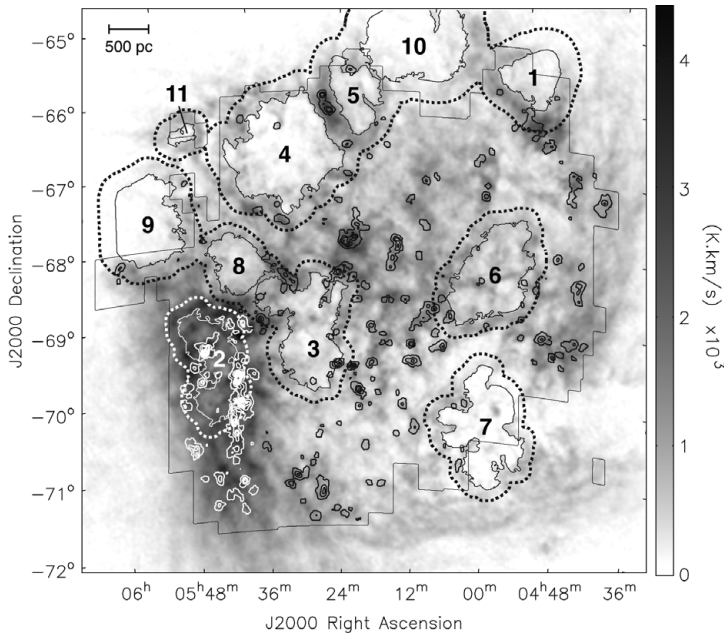 500 pc
10
1
5
11
4
9
8
6
2
3
7
−65°
−66°
−67°
−68°
−69°
−70°
−71°
−72°
J2000 Declination
06ʰ
05ʰ48ᵐ
36ᵐ
24ᵐ
12ᵐ
00ᵐ
04ʰ48ᵐ
J2000 Right Ascension
4
3
2
1
0
(K.km/s) x10³